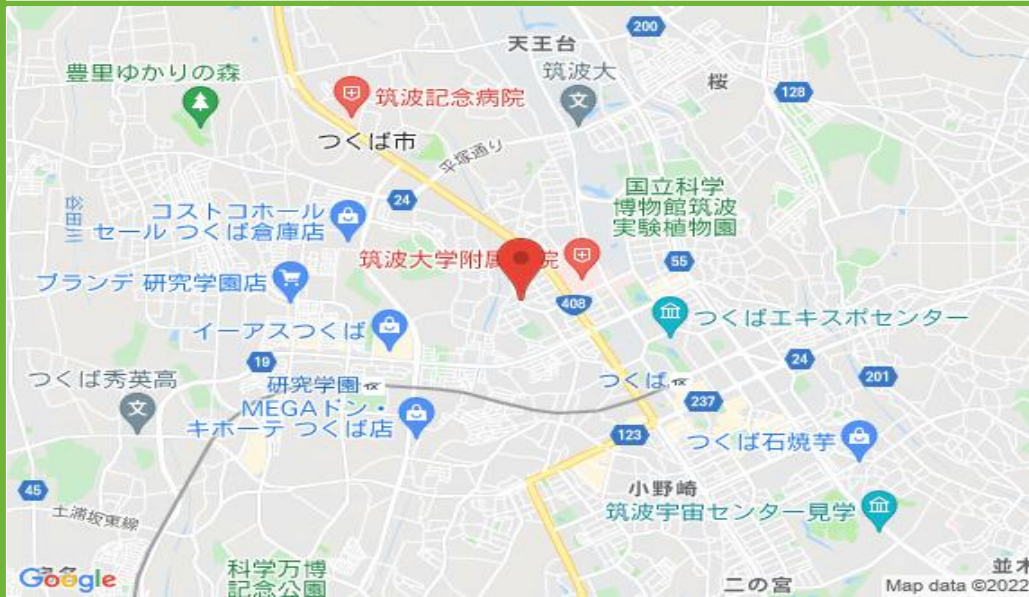 200
天王台
豊里ゆかりの森
筑波大
桜
128
筑波記念病院
つくば市
平塚通り
谷田川
24
国立科学
博物館筑波
実験植物園
コストコホール
セール つくば倉庫店
筑波大学附属
院
55
ブランデ 研究学園店
408
イーアスつくば
つくばエキスポセンター
19
24
つくば秀英高
研究学園
つくば
201
237
MEGAドン・
キホーテ つくば店
123
つくば石焼芋
45
小野崎
土浦坂東線
筑波宇宙センター見学
科学万博
記念公園
並木
二の宮
Google
Map data ©2022